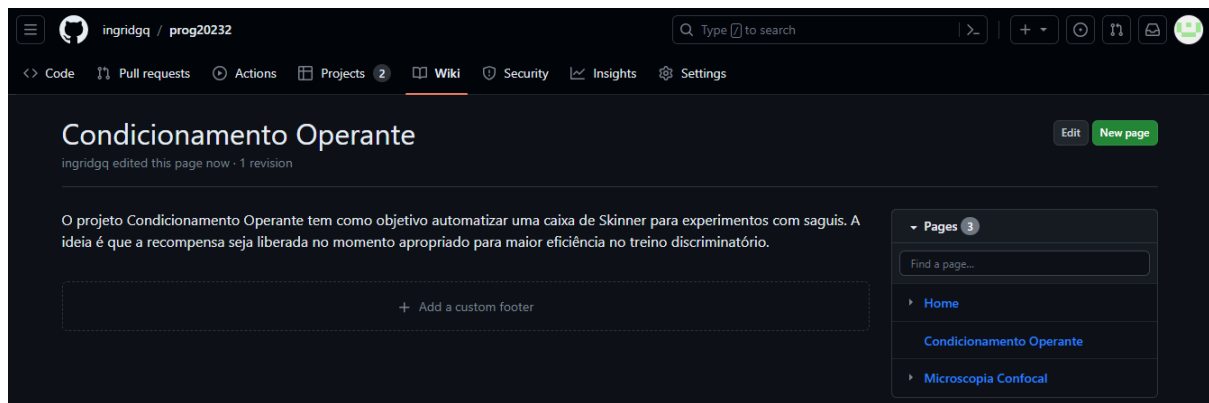 ingridgq / prog20232
Type / to search
Code Pull requests Actions Projects 2 Wiki Security Insights Settings
Condicionamento Operante
Edit New page
ingridgq edited this page now · 1 revision
O projeto Condicionamento Operante tem como objetivo automatizar uma caixa de Skinner para experimentos com saguis. A
ideia é que a recompensa seja liberada no momento apropriado para maior eficiência no treino discriminatório.
+ Add a custom footer
Pages 3
Find a page...
Home
Condicionamento Operante
Microscopia Confocal